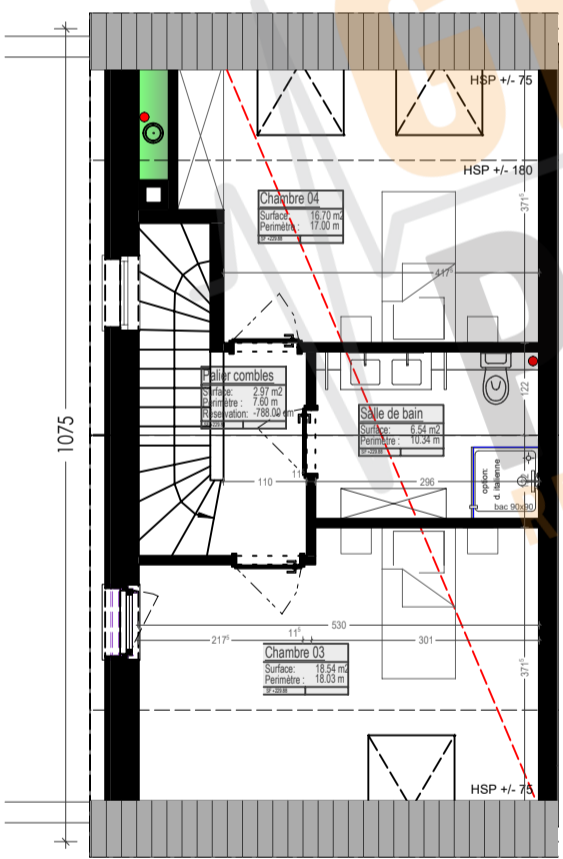 HSP +/- 75
HSP +/- 180
Chambre 04
Surface: 16.70 m2
Perimètre : 17.00 m
371⁵
417⁵
Palier combles
Surface: 2.97 m2
Perimètre : 7.60 m
Réservation: -788.00 cm
Salle de bain
Surface: 6.54 m2
Perimètre : 10.34 m
122
1075
110
11
296
option:
d. italienne
bac 90x90
530
217⁵
11⁵
301
Chambre 03
Surface: 18.54 m2
Perimètre : 18.03 m
371⁵
HSP +/- 75